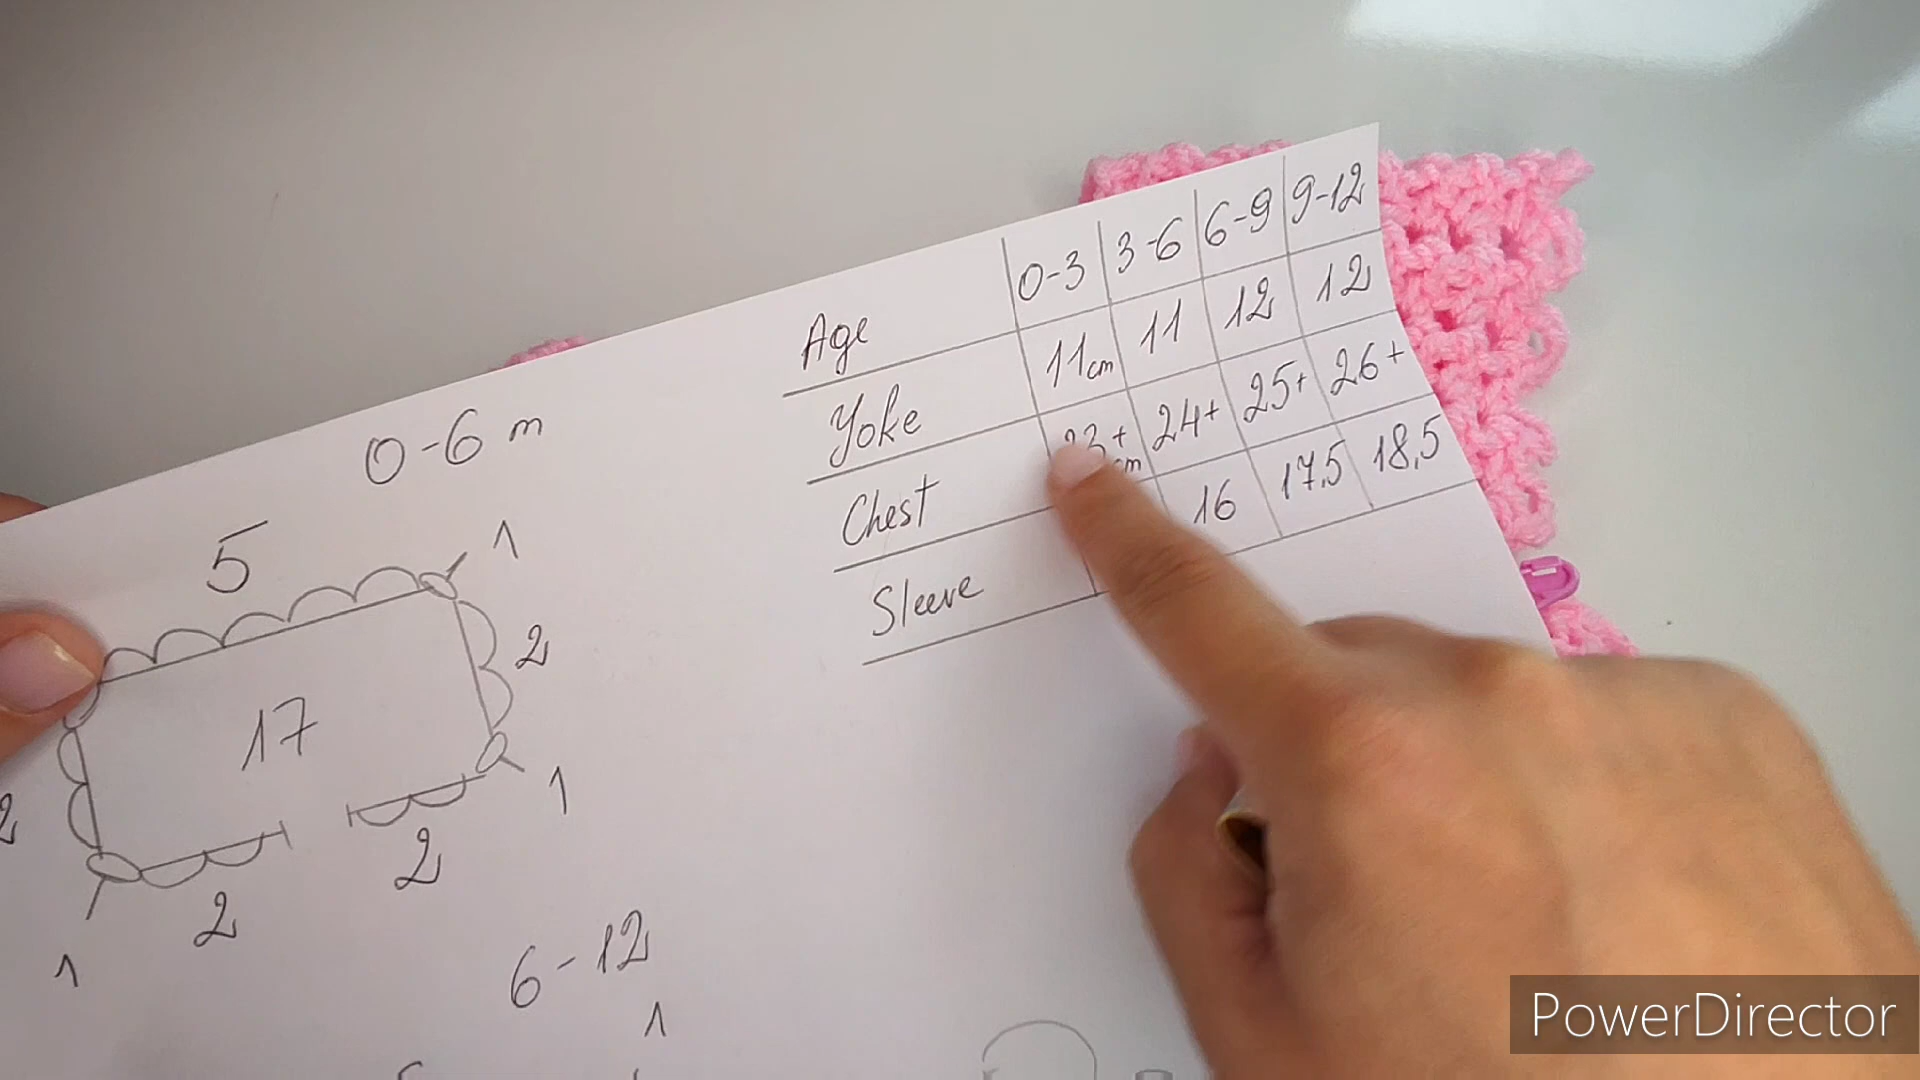 Age 0-3 3-6 6-9 9-12
Yoke 11cm 11 12 12
Chest 23+ cm 24+ 25+ 26+
Sleeve 16 17,5 18,5
0-6 m
5
1
2
17
1
2
2
2
1
6-12
1
PowerDirector